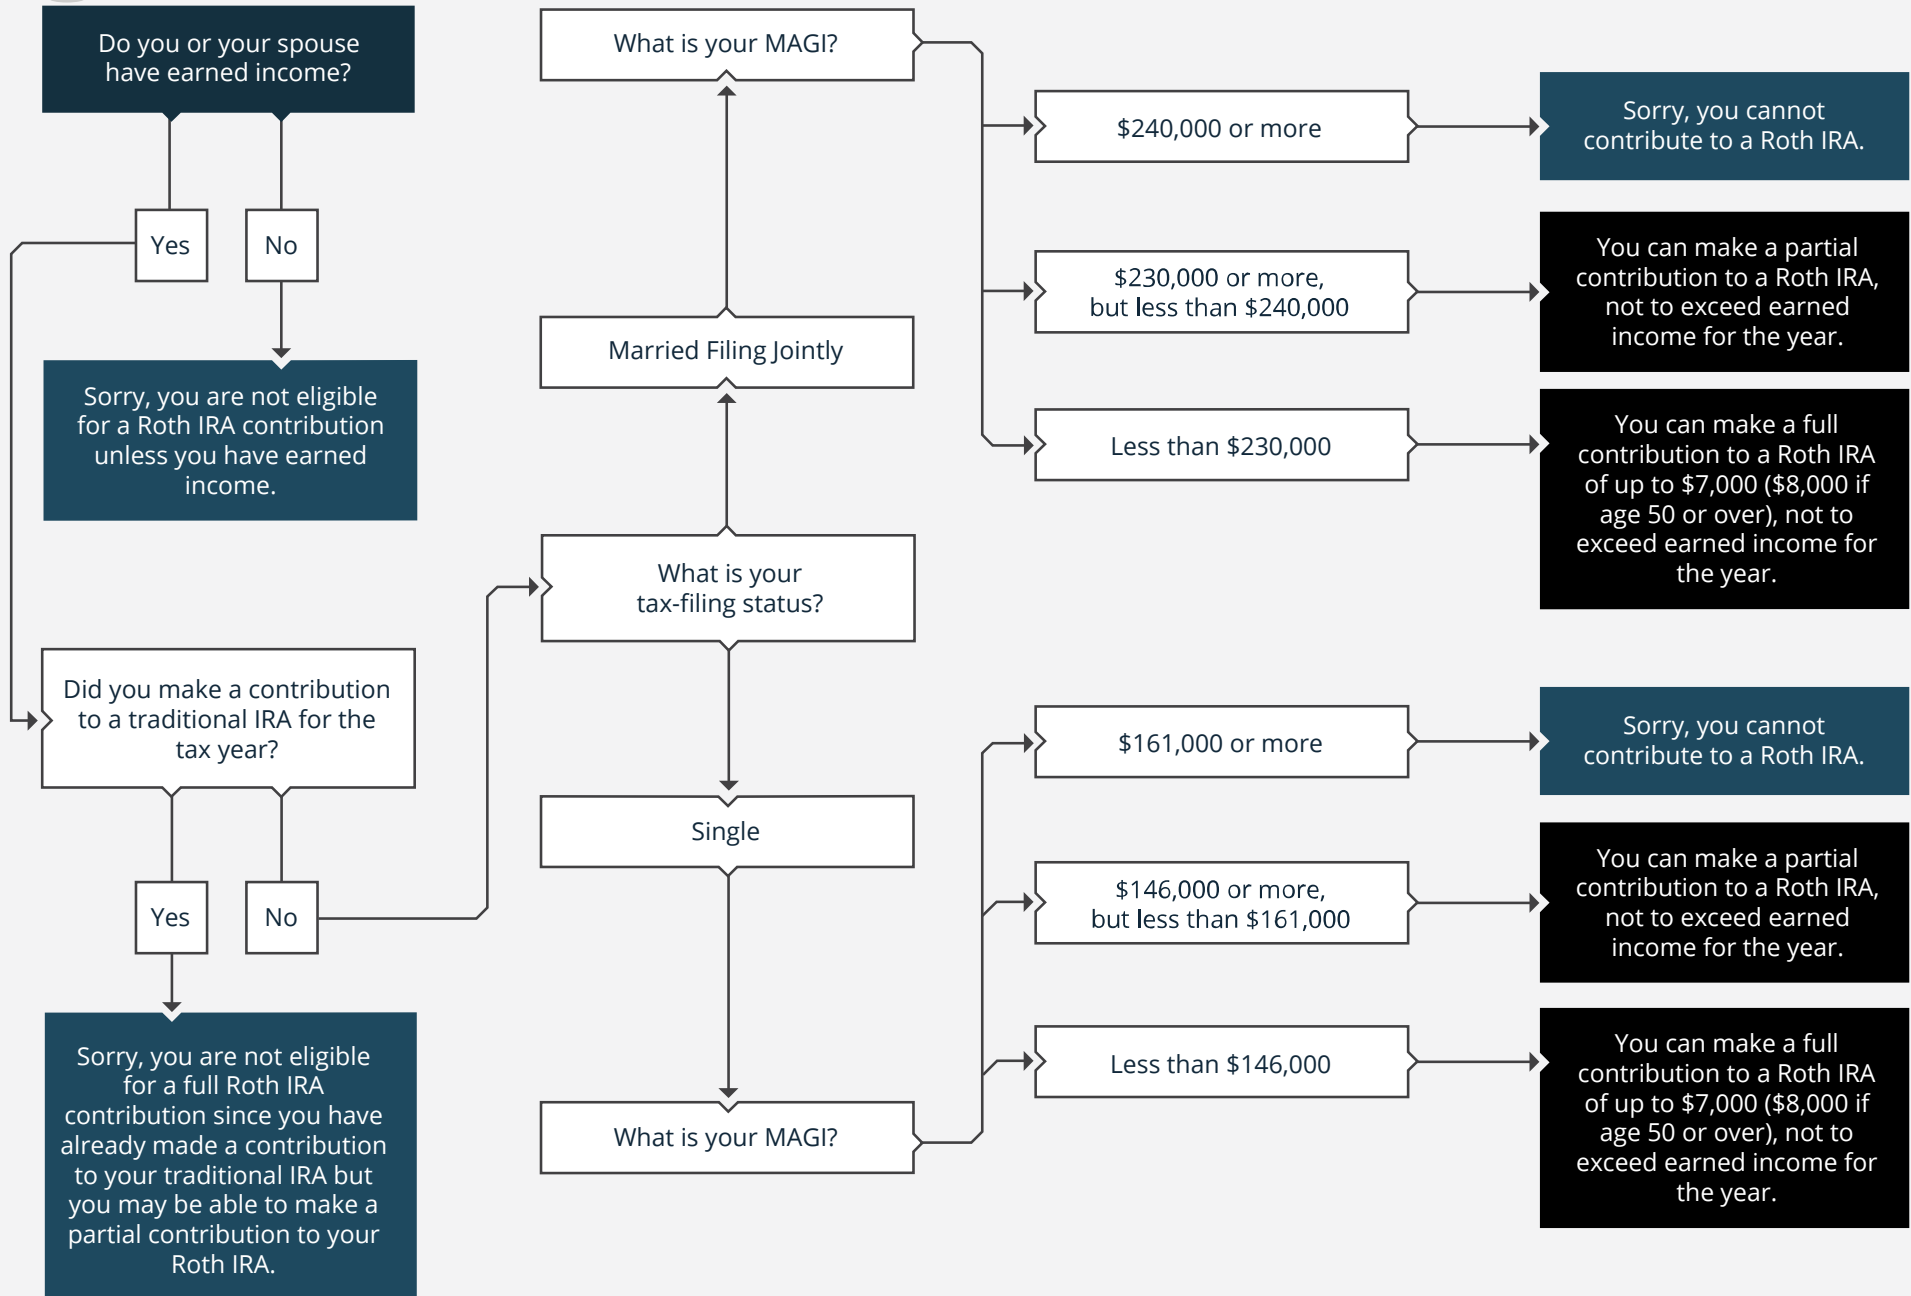 Do you or your spouse
have earned income?
Yes
No
Sorry, you are not eligible
for a Roth IRA contribution
unless you have earned
income.
Did you make a contribution
to a traditional IRA for the
tax year?
Yes
No
Sorry, you are not eligible
for a full Roth IRA
contribution since you have
already made a contribution
to your traditional IRA but
you may be able to make a
partial contribution to your
Roth IRA.
What is your MAGI?
Married Filing Jointly
What is your
tax-filing status?
Single
What is your MAGI?
$240,000 or more
$230,000 or more,
but less than $240,000
Less than $230,000
$161,000 or more
$146,000 or more,
but less than $161,000
Less than $146,000
Sorry, you cannot
contribute to a Roth IRA.
You can make a partial
contribution to a Roth IRA,
not to exceed earned
income for the year.
You can make a full
contribution to a Roth IRA
of up to $7,000 ($8,000 if
age 50 or over), not to
exceed earned income for
the year.
Sorry, you cannot
contribute to a Roth IRA.
You can make a partial
contribution to a Roth IRA,
not to exceed earned
income for the year.
You can make a full
contribution to a Roth IRA
of up to $7,000 ($8,000 if
age 50 or over), not to
exceed earned income for
the year.